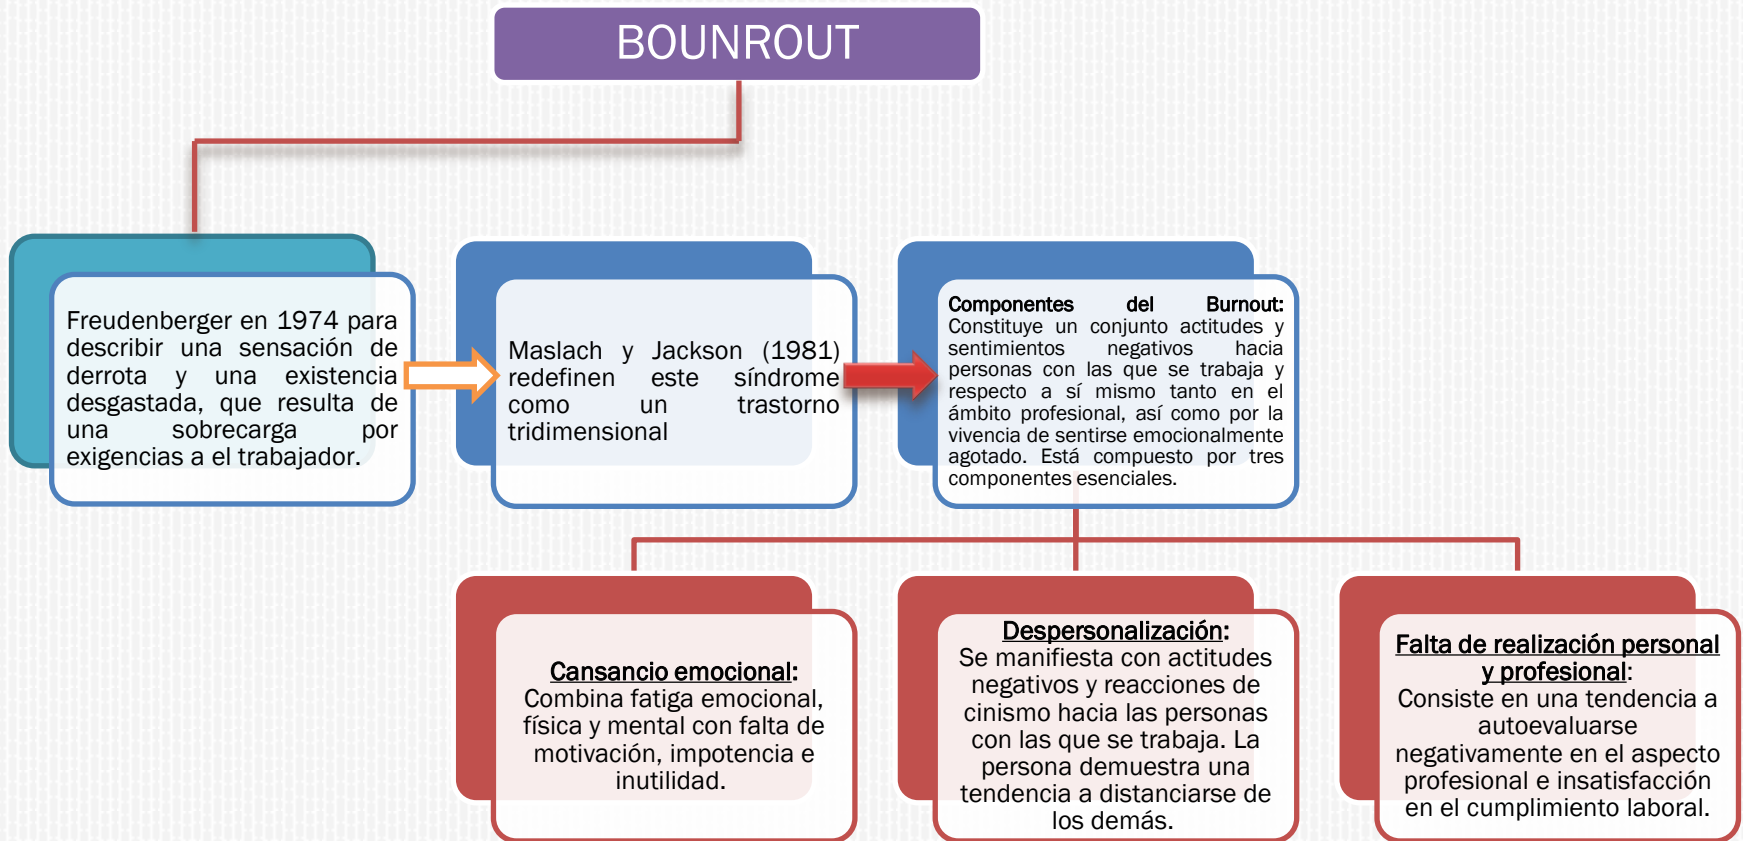 BOUNROUT
Freudenberger en 1974 para
describir una sensación de
derrota y una existencia
desgastada, que resulta de
una sobrecarga por
exigencias a el trabajador.
Maslach y Jackson (1981)
redefinen este síndrome
como un trastorno
tridimensional
Componentes del Burnout:
Constituye un conjunto actitudes y
sentimientos negativos hacia
personas con las que se trabaja y
respecto a sí mismo tanto en el
ámbito profesional, así como por la
vivencia de sentirse emocionalmente
agotado. Está compuesto por tres
componentes esenciales.
Cansancio emocional:
Combina fatiga emocional,
física y mental con falta de
motivación, impotencia e
inutilidad.
Despersonalización:
Se manifiesta con actitudes
negativos y reacciones de
cinismo hacia las personas
con las que se trabaja. La
persona demuestra una
tendencia a distanciarse de
los demás.
Falta de realización personal
y profesional:
Consiste en una tendencia a
autoevaluarse
negativamente en el aspecto
profesional e insatisfacción
en el cumplimiento laboral.